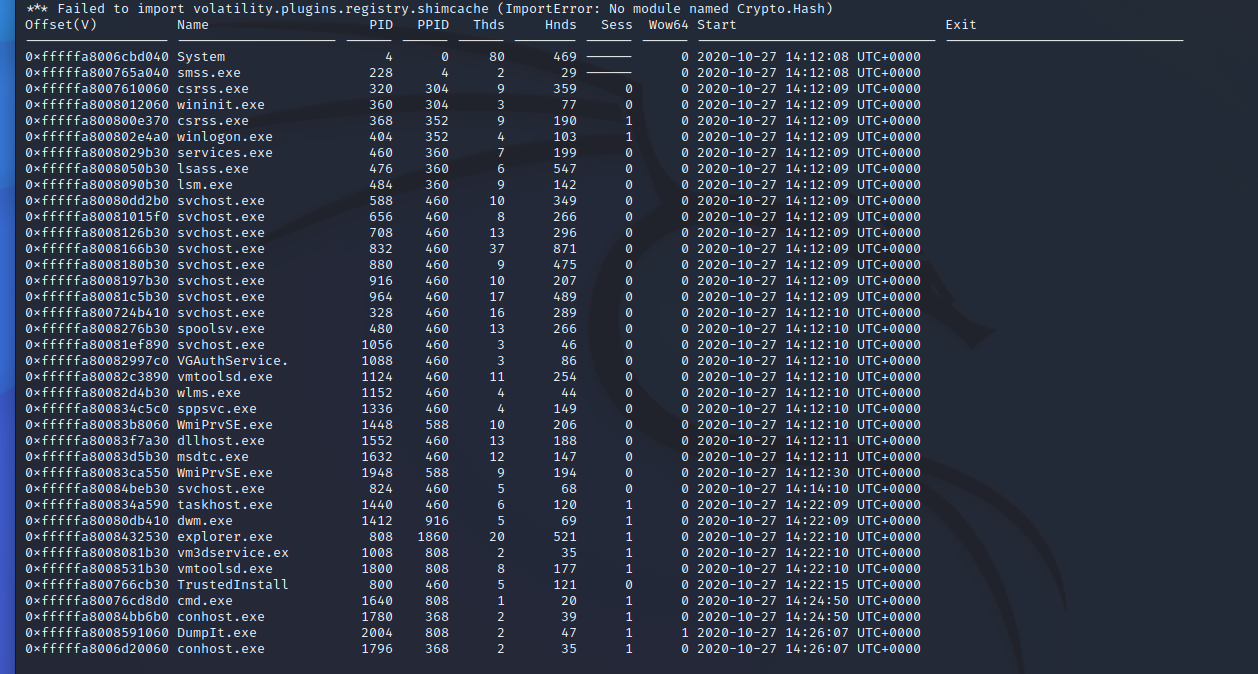 *** Failed to import volatility.plugins.registry.shimcache (ImportError: No module named Crypto.Hash)
Offset(V) Name PID PPID Thds Hnds Sess Wow64 Start Exit
0×fffffa8006cbd040 System 4 0 80 469 ------ 0 2020-10-27 14:12:08 UTC+0000
0×fffffa800765a040 smss.exe 228 4 2 29 ------ 0 2020-10-27 14:12:08 UTC+0000
0×fffffa8007610060 csrss.exe 320 304 9 359 0 0 2020-10-27 14:12:09 UTC+0000
0×fffffa8008012060 wininit.exe 360 304 3 77 0 0 2020-10-27 14:12:09 UTC+0000
0×fffffa800800e370 csrss.exe 368 352 9 190 1 0 2020-10-27 14:12:09 UTC+0000
0×fffffa800802e4a0 winlogon.exe 404 352 4 103 1 0 2020-10-27 14:12:09 UTC+0000
0×fffffa8008029b30 services.exe 460 360 7 199 0 0 2020-10-27 14:12:09 UTC+0000
0×fffffa8008050b30 lsass.exe 476 360 6 547 0 0 2020-10-27 14:12:09 UTC+0000
0×fffffa8008090b30 lsm.exe 484 360 9 142 0 0 2020-10-27 14:12:09 UTC+0000
0×fffffa80080dd2b0 svchost.exe 588 460 10 349 0 0 2020-10-27 14:12:09 UTC+0000
0×fffffa80081015f0 svchost.exe 656 460 8 266 0 0 2020-10-27 14:12:09 UTC+0000
0×fffffa8008126b30 svchost.exe 708 460 13 296 0 0 2020-10-27 14:12:09 UTC+0000
0×fffffa8008166b30 svchost.exe 832 460 37 871 0 0 2020-10-27 14:12:09 UTC+0000
0×fffffa8008180b30 svchost.exe 880 460 9 475 0 0 2020-10-27 14:12:09 UTC+0000
0×fffffa8008197b30 svchost.exe 916 460 10 207 0 0 2020-10-27 14:12:09 UTC+0000
0×fffffa80081c5b30 svchost.exe 964 460 17 489 0 0 2020-10-27 14:12:09 UTC+0000
0×fffffa800724b410 svchost.exe 328 460 16 289 0 0 2020-10-27 14:12:10 UTC+0000
0×fffffa8008276b30 spoolsv.exe 480 460 13 266 0 0 2020-10-27 14:12:10 UTC+0000
0×fffffa80081ef890 svchost.exe 1056 460 3 46 0 0 2020-10-27 14:12:10 UTC+0000
0×fffffa80082997c0 VGAuthService. 1088 460 3 86 0 0 2020-10-27 14:12:10 UTC+0000
0×fffffa80082c3890 vmtoolsd.exe 1124 460 11 254 0 0 2020-10-27 14:12:10 UTC+0000
0×fffffa80082d4b30 wlms.exe 1152 460 4 44 0 0 2020-10-27 14:12:10 UTC+0000
0×fffffa800834c5c0 sppsvc.exe 1336 460 4 149 0 0 2020-10-27 14:12:10 UTC+0000
0×fffffa80083b8060 WmiPrvSE.exe 1448 588 10 206 0 0 2020-10-27 14:12:10 UTC+0000
0×fffffa80083f7a30 dllhost.exe 1552 460 13 188 0 0 2020-10-27 14:12:11 UTC+0000
0×fffffa80083d5b30 msdtc.exe 1632 460 12 147 0 0 2020-10-27 14:12:11 UTC+0000
0×fffffa80083ca550 WmiPrvSE.exe 1948 588 9 194 0 0 2020-10-27 14:12:30 UTC+0000
0×fffffa80084beb30 svchost.exe 824 460 5 68 0 0 2020-10-27 14:14:10 UTC+0000
0×fffffa800834a590 taskhost.exe 1440 460 6 120 1 0 2020-10-27 14:22:09 UTC+0000
0×fffffa80080db410 dwm.exe 1412 916 5 69 1 0 2020-10-27 14:22:09 UTC+0000
0×fffffa8008432530 explorer.exe 808 1860 20 521 1 0 2020-10-27 14:22:10 UTC+0000
0×fffffa8008081b30 vm3dservice.ex 1008 808 2 35 1 0 2020-10-27 14:22:10 UTC+0000
0×fffffa8008531b30 vmtoolsd.exe 1800 808 8 177 1 0 2020-10-27 14:22:10 UTC+0000
0×fffffa800766cb30 TrustedInstall 800 460 5 121 0 0 2020-10-27 14:22:15 UTC+0000
0×fffffa80076cd8d0 cmd.exe 1640 808 1 20 1 0 2020-10-27 14:24:50 UTC+0000
0×fffffa80084bb6b0 conhost.exe 1780 368 2 39 1 0 2020-10-27 14:24:50 UTC+0000
0×fffffa8008591060 DumpIt.exe 2004 808 2 47 1 1 2020-10-27 14:26:07 UTC+0000
0×fffffa8006d20060 conhost.exe 1796 368 2 35 1 0 2020-10-27 14:26:07 UTC+0000